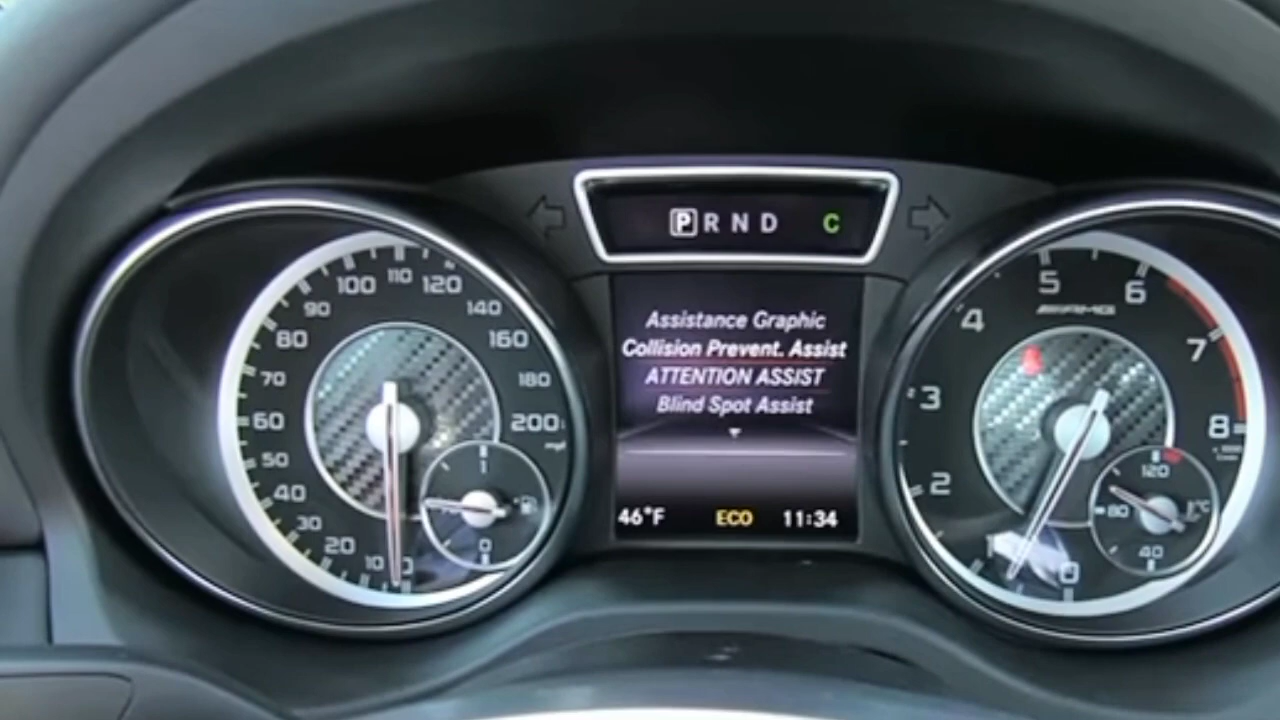 P R N D C
Assistance Graphic
Collision Prevent. Assist
ATTENTION ASSIST
Blind Spot Assist
46°F ECO 11:34
0 10 20 30 40 50 60 70 80 90 100 110 120 140 160 180 200
0 1
1 2 3 4 5 6 7 8
0
AMG
40 80 120
°C